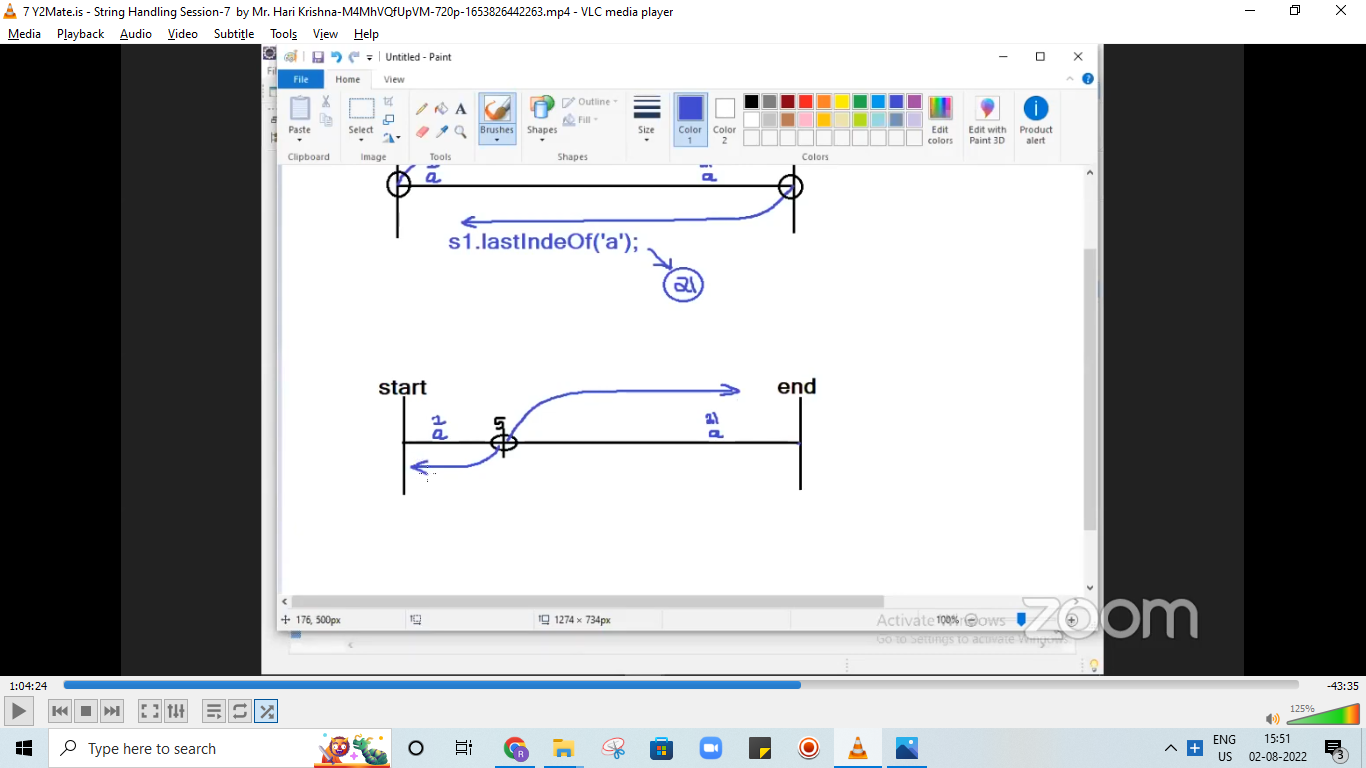 7 Y2Mate.is - String Handling Session-7 by Mr. Hari Krishna-M4MhVQfUpVM-720p-1653826442263.mp4 - VLC media player
Media Playback Audio Video Subtitle Tools View Help
Untitled - Paint
File Home View
Paste Select Brushes Shapes Outline Fill Size Color 1 Color 2 Edit colors Edit with Paint 3D Product alert
Clipboard Image Tools Shapes Colors
a a
s1.lastIndeOf('a');
21
start end
5 21
a a
176, 500px 1274 × 734px 100%
Activate Windows
Go to Settings to activate Windows.
zoom
1:04:24 -43:35
125%
Type here to search
ENG
US
15:51
02-08-2022
3